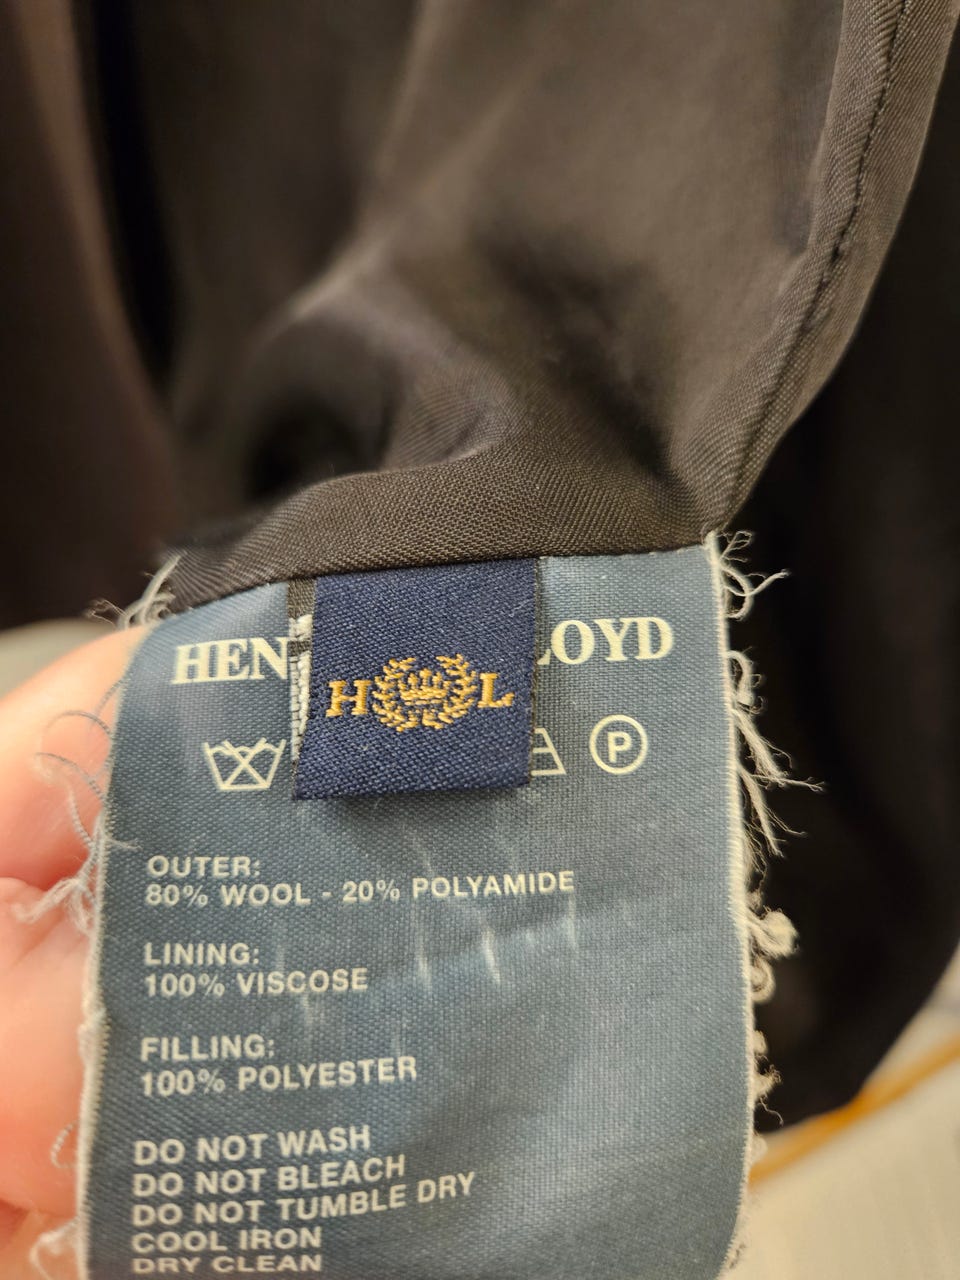 HEN LOYD
H L
P
OUTER:
80% WOOL - 20% POLYAMIDE
LINING:
100% VISCOSE
FILLING:
100% POLYESTER
DO NOT WASH
DO NOT BLEACH
DO NOT TUMBLE DRY
COOL IRON
DRY CLEAN